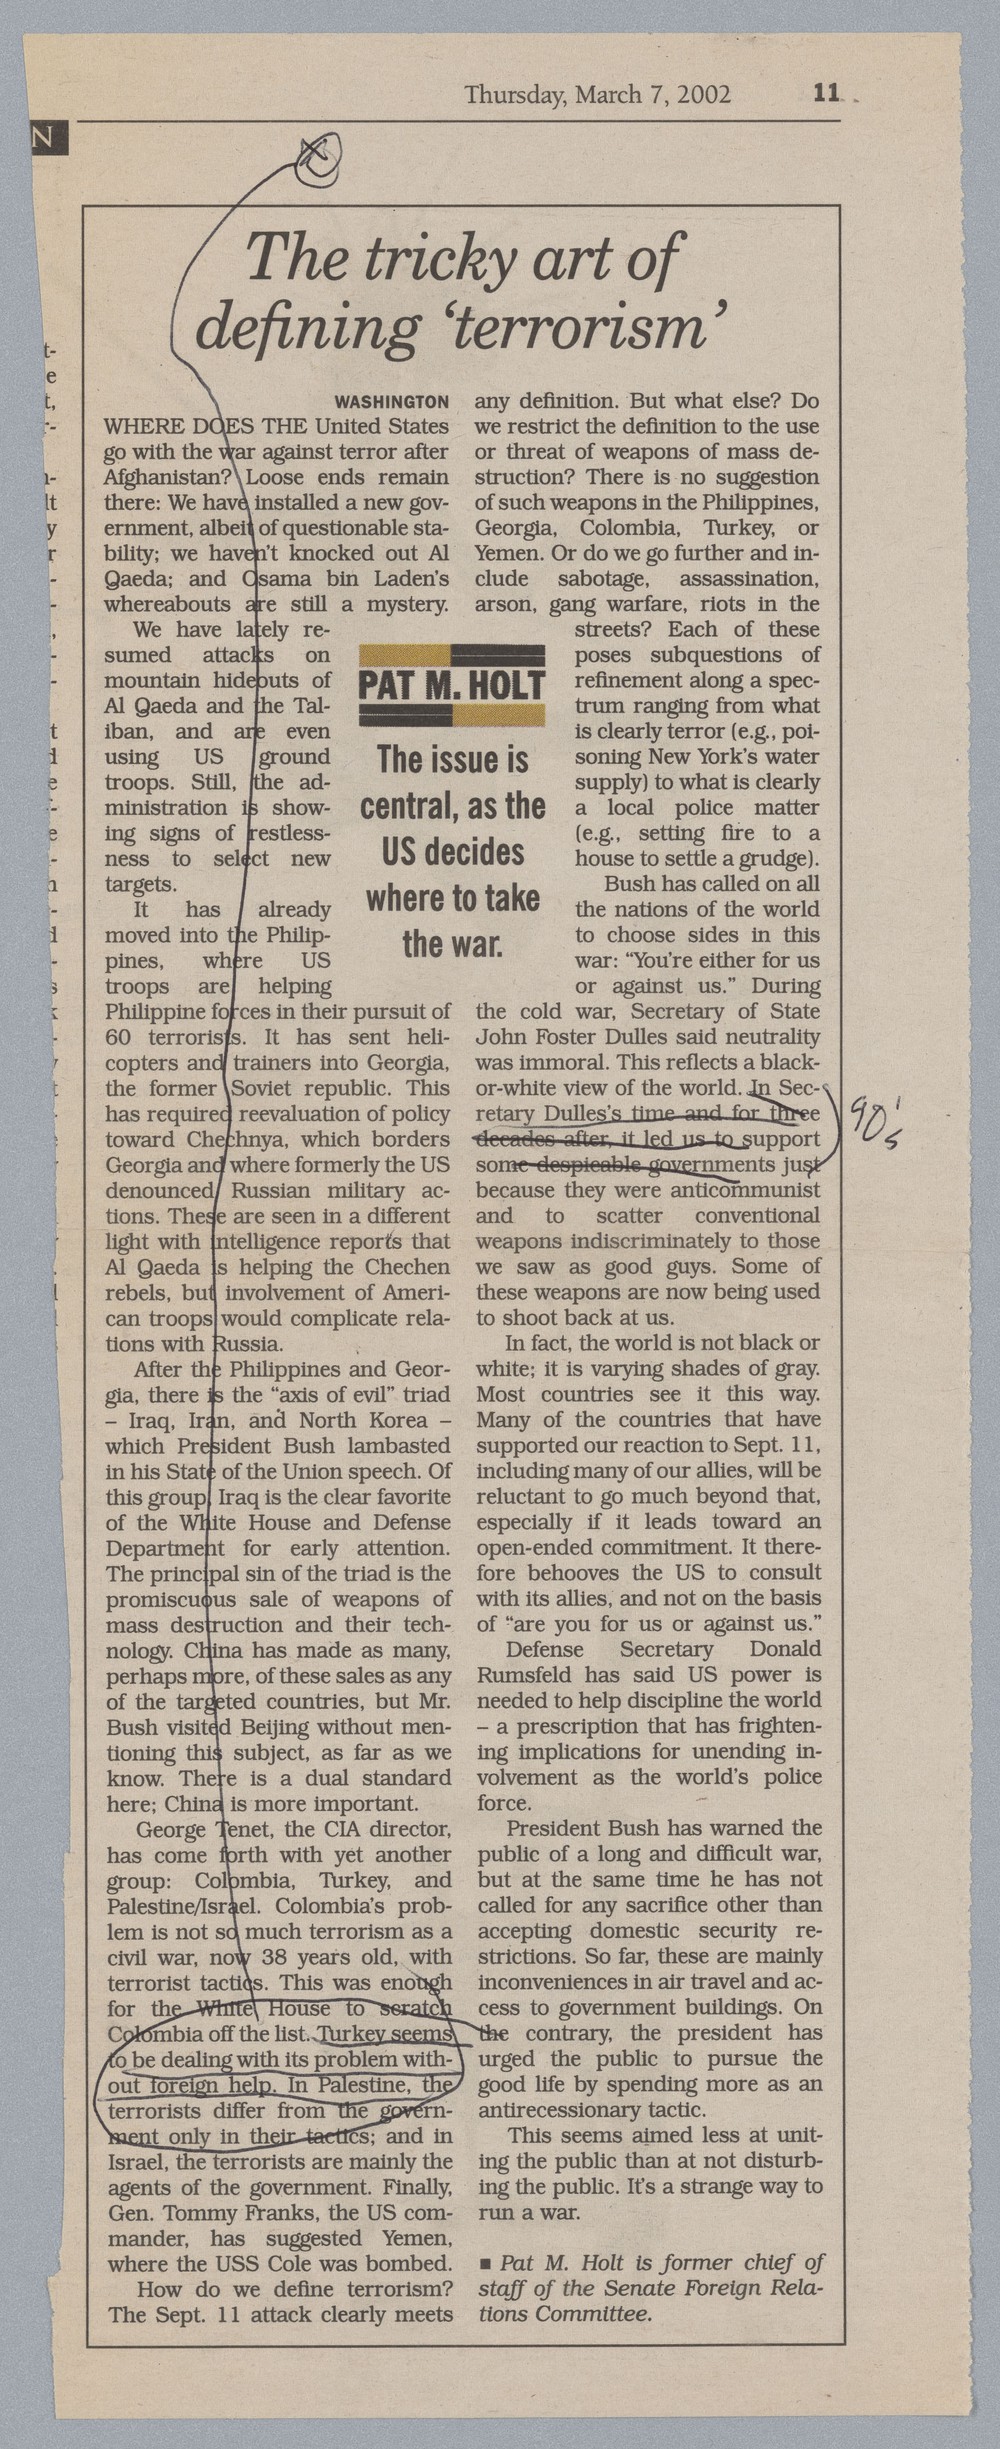 Thursday, March 7, 2002 11
N
The tricky art of
defining ‘terrorism’
WASHINGTON
WHERE DOES THE United States
go with the war against terror after
Afghanistan? Loose ends remain
there: We have installed a new gov-
ernment, albeit of questionable sta-
bility; we haven't knocked out Al
Qaeda; and Osama bin Laden's
whereabouts are still a mystery.
We have lately re-
sumed attacks on
mountain hideouts of
Al Qaeda and the Tal-
iban, and are even
using US ground
troops. Still, the ad-
ministration is show-
ing signs of restless-
ness to select new
targets.
It has already
moved into the Philip-
pines, where US
troops are helping
Philippine forces in their pursuit of
60 terrorists. It has sent heli-
copters and trainers into Georgia,
the former Soviet republic. This
has required reevaluation of policy
toward Chechnya, which borders
Georgia and where formerly the US
denounced Russian military ac-
tions. These are seen in a different
light with intelligence reports that
Al Qaeda is helping the Chechen
rebels, but involvement of Ameri-
can troops would complicate rela-
tions with Russia.
After the Philippines and Geor-
gia, there is the “axis of evil” triad
– Iraq, Iran, and North Korea –
which President Bush lambasted
in his State of the Union speech. Of
this group, Iraq is the clear favorite
of the White House and Defense
Department for early attention.
The principal sin of the triad is the
promiscuous sale of weapons of
mass destruction and their tech-
nology. China has made as many,
perhaps more, of these sales as any
of the targeted countries, but Mr.
Bush visited Beijing without men-
tioning this subject, as far as we
know. There is a dual standard
here; China is more important.
George Tenet, the CIA director,
has come forth with yet another
group: Colombia, Turkey, and
Palestine/Israel. Colombia's prob-
lem is not so much terrorism as a
civil war, now 38 years old, with
terrorist tactics. This was enough
for the White House to scratch
Colombia off the list. Turkey seems
to be dealing with its problem with-
out foreign help. In Palestine, the
terrorists differ from the govern-
ment only in their tactics; and in
Israel, the terrorists are mainly the
agents of the government. Finally,
Gen. Tommy Franks, the US com-
mander, has suggested Yemen,
where the USS Cole was bombed.
How do we define terrorism?
The Sept. 11 attack clearly meets
PAT M. HOLT
The issue is
central, as the
US decides
where to take
the war.
any definition. But what else? Do
we restrict the definition to the use
or threat of weapons of mass de-
struction? There is no suggestion
of such weapons in the Philippines,
Georgia, Colombia, Turkey, or
Yemen. Or do we go further and in-
clude sabotage, assassination,
arson, gang warfare, riots in the
streets? Each of these
poses subquestions of
refinement along a spec-
trum ranging from what
is clearly terror (e.g., poi-
soning New York's water
supply) to what is clearly
a local police matter
(e.g., setting fire to a
house to settle a grudge).
Bush has called on all
the nations of the world
to choose sides in this
war: “You're either for us
or against us.” During
the cold war, Secretary of State
John Foster Dulles said neutrality
was immoral. This reflects a black-
or-white view of the world. In Sec-
retary Dulles's time and for three
decades after, it led us to support
some despicable governments just
because they were anticommunist
and to scatter conventional
weapons indiscriminately to those
we saw as good guys. Some of
these weapons are now being used
to shoot back at us.
In fact, the world is not black or
white; it is varying shades of gray.
Most countries see it this way.
Many of the countries that have
supported our reaction to Sept. 11,
including many of our allies, will be
reluctant to go much beyond that,
especially if it leads toward an
open-ended commitment. It there-
fore behooves the US to consult
with its allies, and not on the basis
of “are you for us or against us.”
Defense Secretary Donald
Rumsfeld has said US power is
needed to help discipline the world
– a prescription that has frighten-
ing implications for unending in-
volvement as the world's police
force.
President Bush has warned the
public of a long and difficult war,
but at the same time he has not
called for any sacrifice other than
accepting domestic security re-
strictions. So far, these are mainly
inconveniences in air travel and ac-
cess to government buildings. On
the contrary, the president has
urged the public to pursue the
good life by spending more as an
antirecessionary tactic.
This seems aimed less at unit-
ing the public than at not disturb-
ing the public. It's a strange way to
run a war.
■ Pat M. Holt is former chief of
staff of the Senate Foreign Rela-
tions Committee.
90's